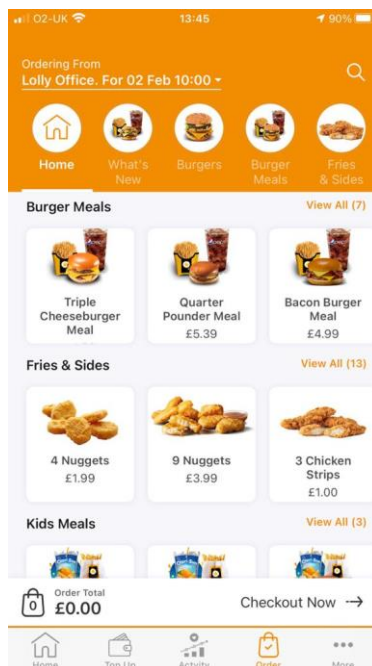 O2-UK 13:45 90%
Ordering From
Lolly Office. For 02 Feb 10:00
Home
What's
New
Burgers
Burger
Meals
Fries
& Sides
Burger Meals
View All (7)
Triple
Cheeseburger
Meal
Quarter
Pounder Meal
£5.39
Bacon Burger
Meal
£4.99
Fries & Sides
View All (13)
4 Nuggets
£1.99
9 Nuggets
£3.99
3 Chicken
Strips
£1.00
Kids Meals
View All (3)
0
Order Total
£0.00
Checkout Now
Home
Top Up
Activity
Order
More